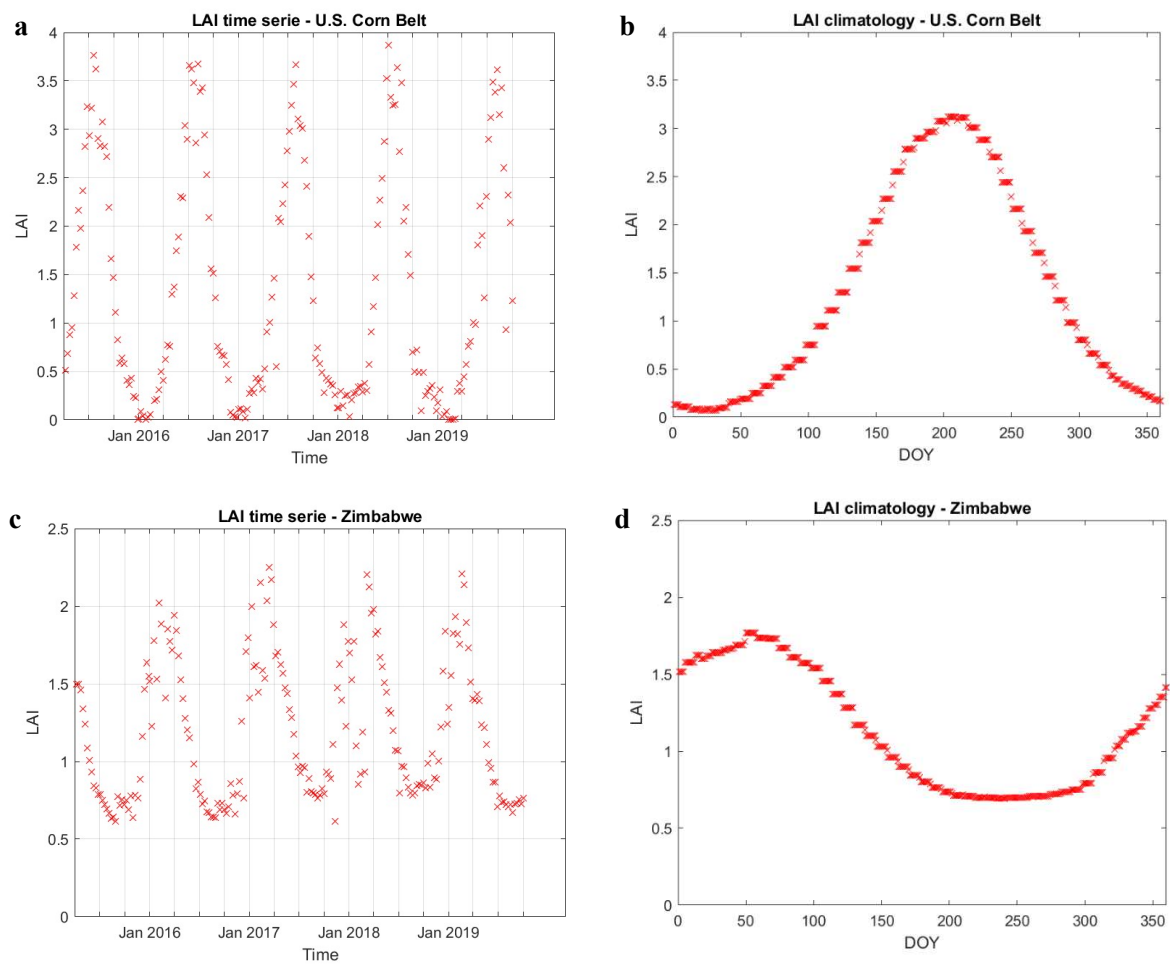 a
LAI time serie - U.S. Corn Belt
4
3.5
3
2.5
2
1.5
1
0.5
0
LAI
Jan 2016 Jan 2017 Jan 2018 Jan 2019
Time
b
LAI climatology - U.S. Corn Belt
4
3.5
3
2.5
2
1.5
1
0.5
0
LAI
0 50 100 150 200 250 300 350
DOY
c
LAI time serie - Zimbabwe
2.5
2
1.5
1
0.5
0
LAI
Jan 2016 Jan 2017 Jan 2018 Jan 2019
Time
d
LAI climatology - Zimbabwe
2.5
2
1.5
1
0.5
0
LAI
0 50 100 150 200 250 300 350
DOY